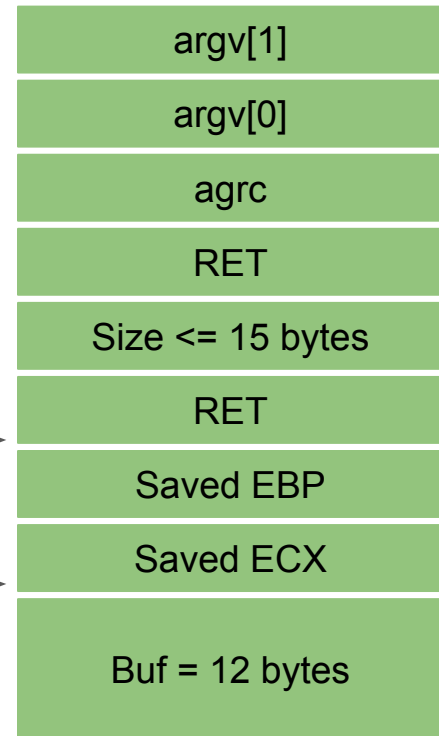 argv[1]
argv[0]
agrc
RET
Size <= 15 bytes
RET
Saved EBP
Saved ECX
Buf = 12 bytes